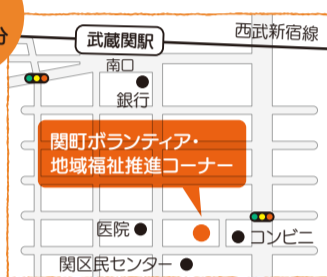 分
西武新宿線
武蔵関駅
南口
銀行
関町ボランティア・
地域福祉推進コーナー
医院
コンビニ
関区民センター